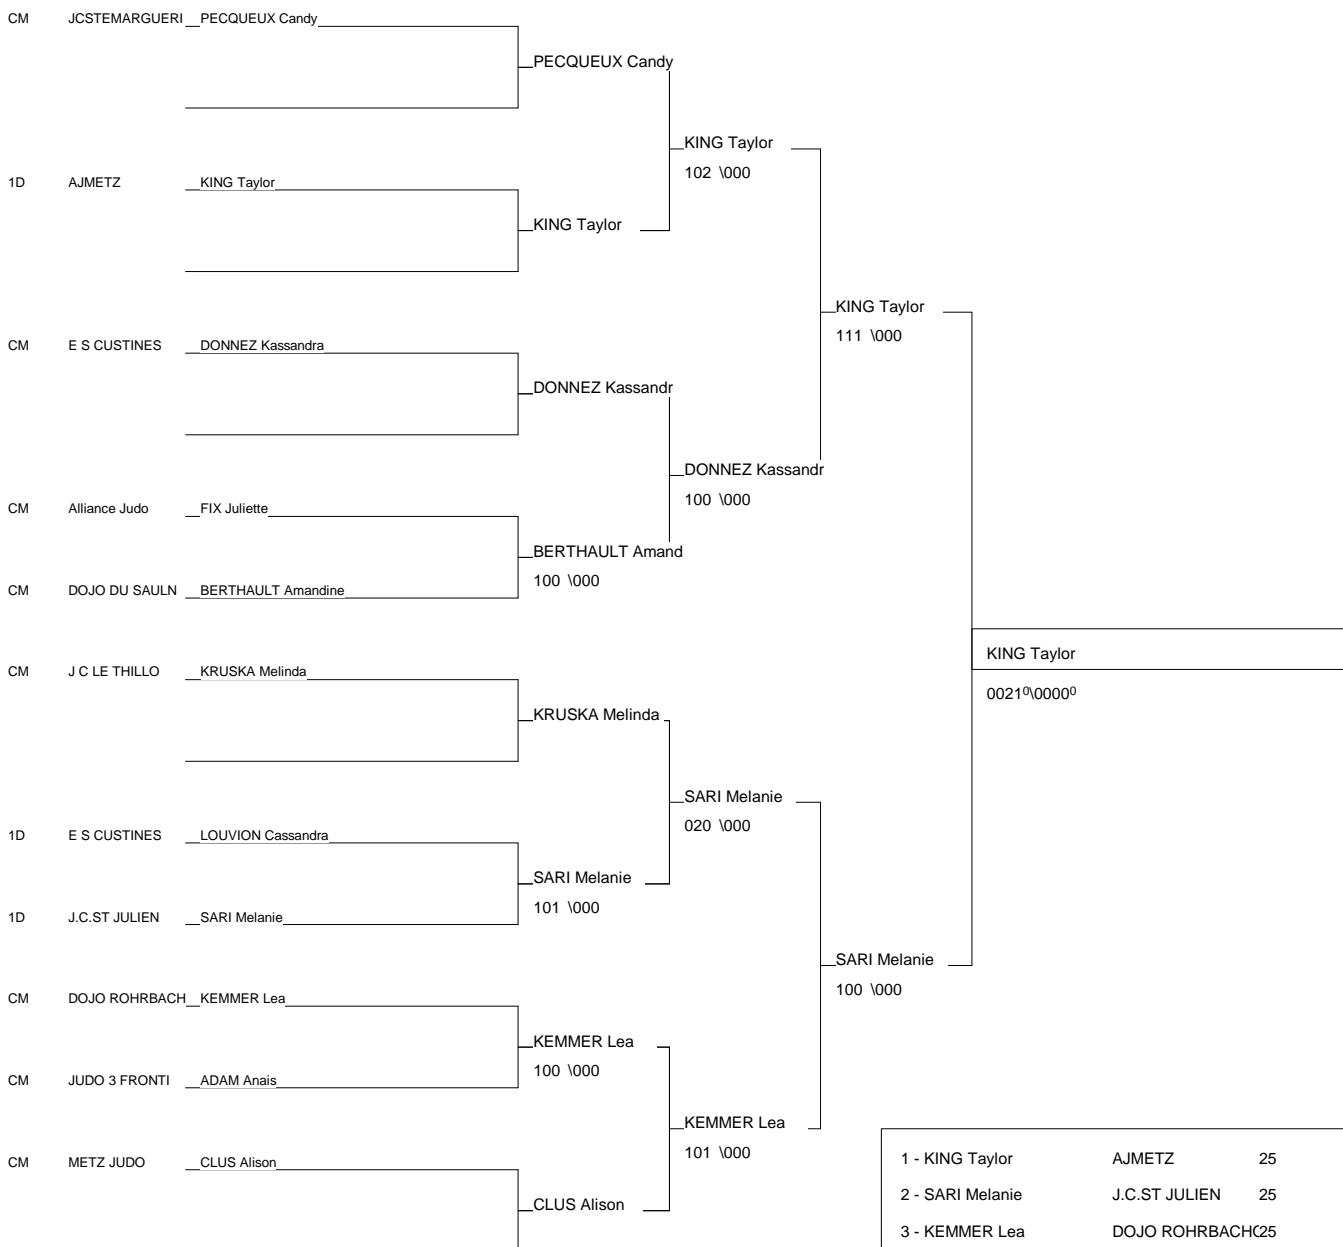 CM JCSTEMARGUERI PECQUEUX Candy
PECQUEUX Candy
KING Taylor
102 \000
1D AJMETZ KING Taylor
KING Taylor
KING Taylor
111 \000
CM E S CUSTINES DONNEZ Kassandra
DONNEZ Kassandr
DONNEZ Kassandr
100 \000
CM Alliance Judo FIX Juliette
BERTHAULT Amand
100 \000
CM DOJO DU SAULN BERTHAULT Amandine
KING Taylor
0021⁰\0000⁰
CM J C LE THILLO KRUSKA Melinda
KRUSKA Melinda
SARI Melanie
020 \000
1D E S CUSTINES LOUVION Cassandra
SARI Melanie
101 \000
1D J.C.ST JULIEN SARI Melanie
SARI Melanie
100 \000
CM DOJO ROHRBACH KEMMER Lea
KEMMER Lea
100 \000
CM JUDO 3 FRONTI ADAM Anais
KEMMER Lea
101 \000
CM METZ JUDO CLUS Alison
CLUS Alison
1 - KING Taylor AJMETZ 25
2 - SARI Melanie J.C.ST JULIEN 25
3 - KEMMER Lea DOJO ROHRBACHC25